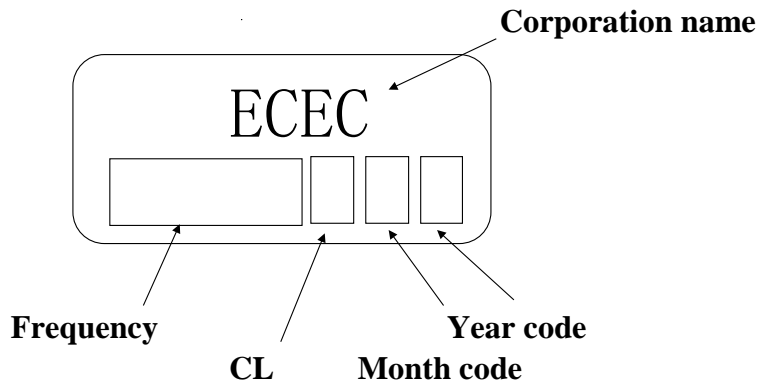 Corporation name
ECEC
Frequency
Year code
CL
Month code